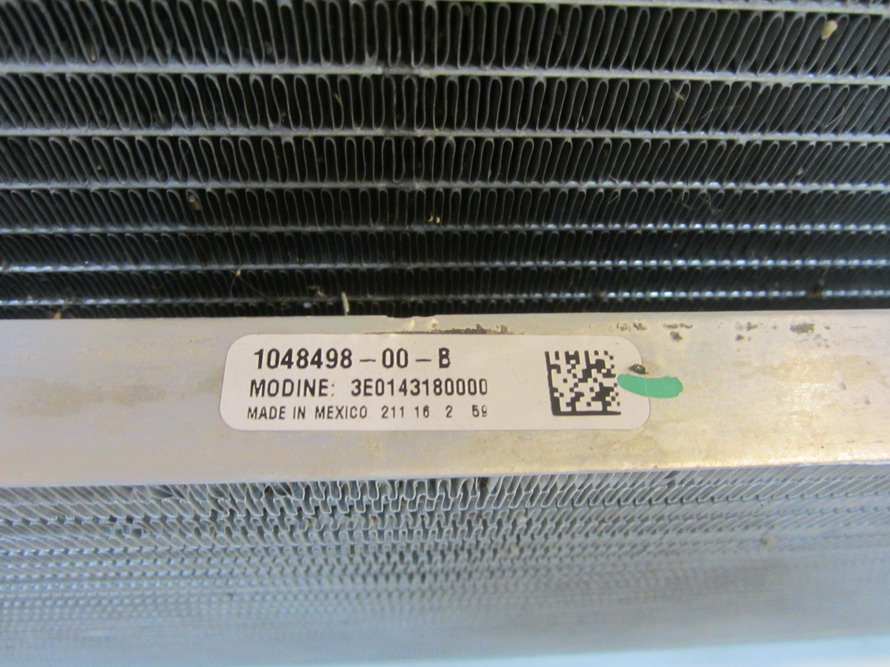 1048498-00-B
MODINE: 3E0143180000
MADE IN MEXICO 211 16 2 59